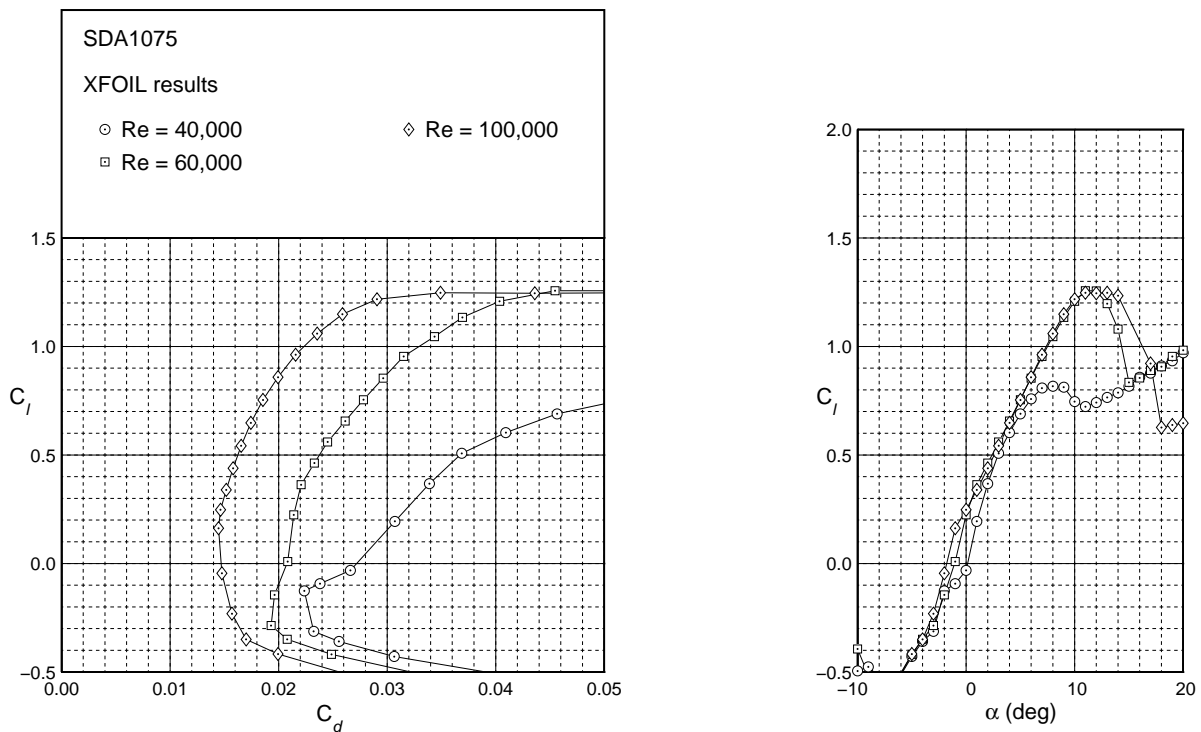 SDA1075
XFOIL results
Re = 40,000
Re = 100,000
Re = 60,000
1.5
1.0
0.5
0.0
−0.5
C_l
0.00 0.01 0.02 0.03 0.04 0.05
C_d
2.0
1.5
1.0
0.5
0.0
−0.5
C_l
−10 0 10 20
α (deg)